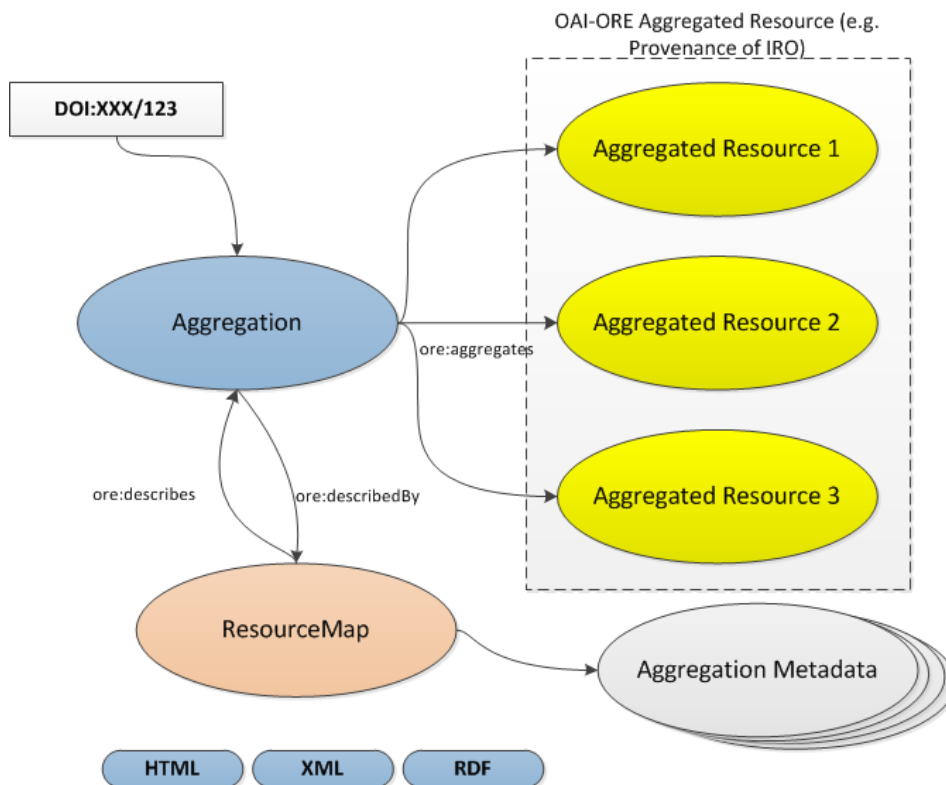 OAI-ORE Aggregated Resource (e.g.
Provenance of IRO)
DOI:XXX/123
Aggregated Resource 1
Aggregation
Aggregated Resource 2
ore:aggregates
Aggregated Resource 3
ore:describes
ore:describedBy
ResourceMap
Aggregation Metadata
HTML
XML
RDF